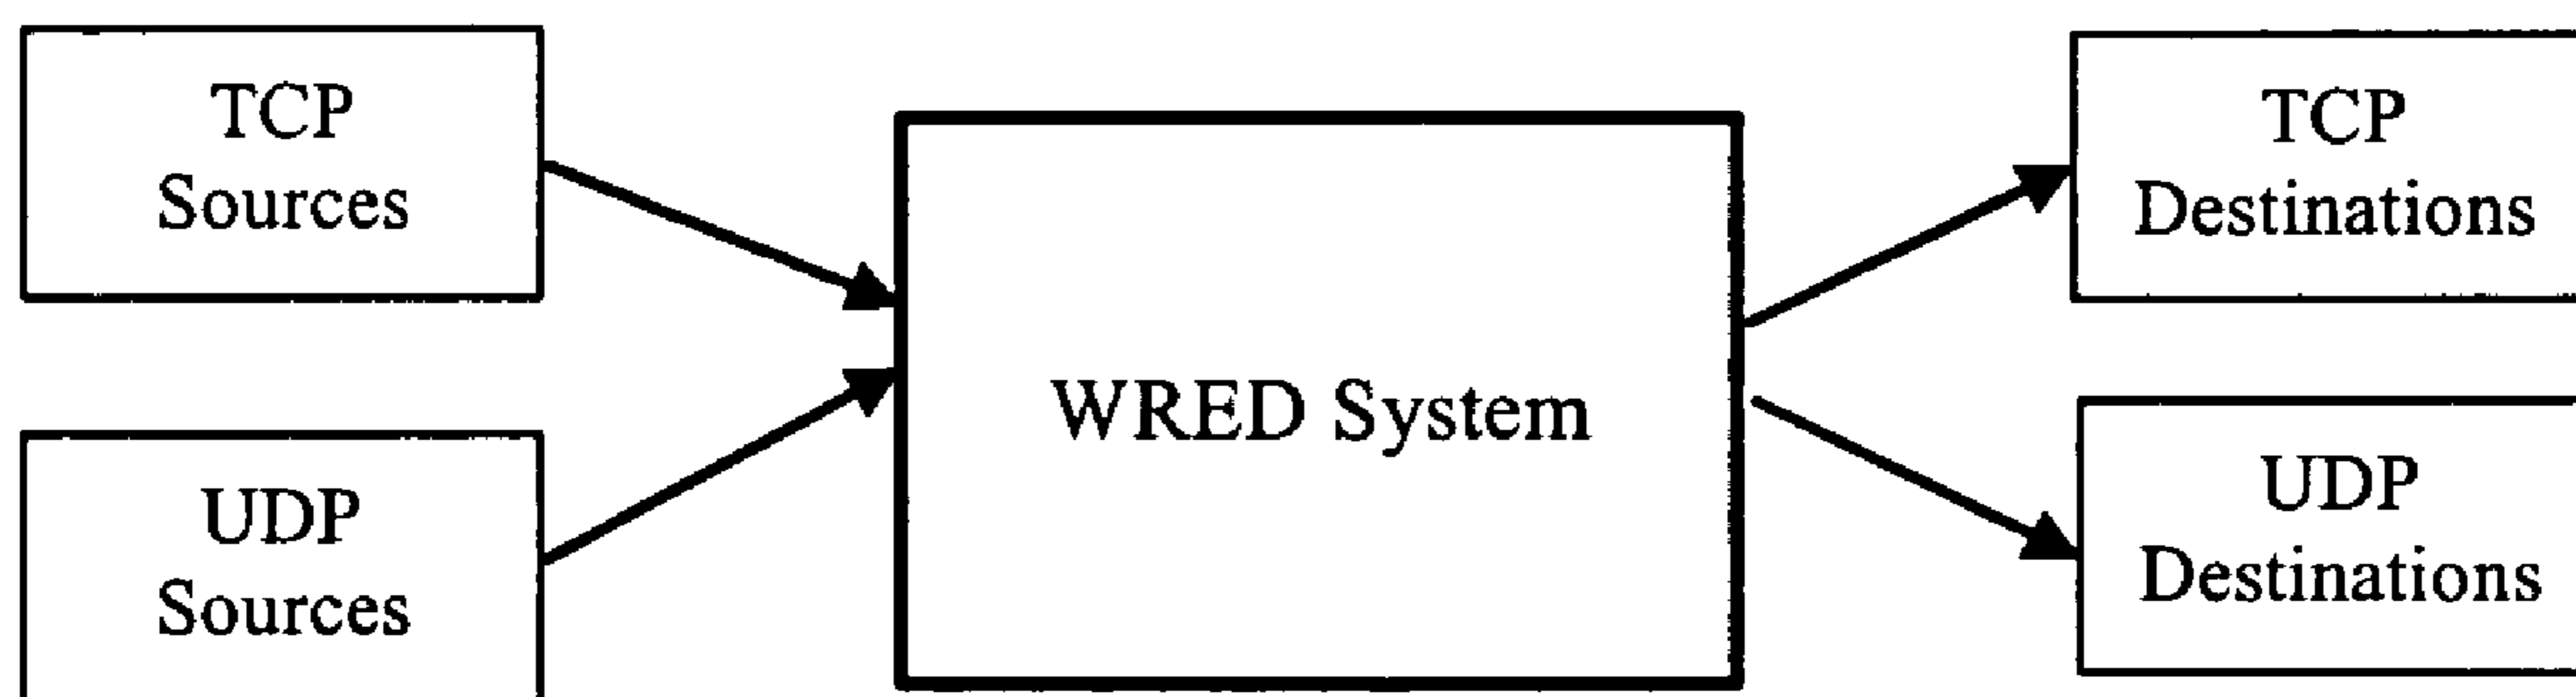 TCP
Sources
UDP
Sources
WRED System
TCP
Destinations
UDP
Destinations